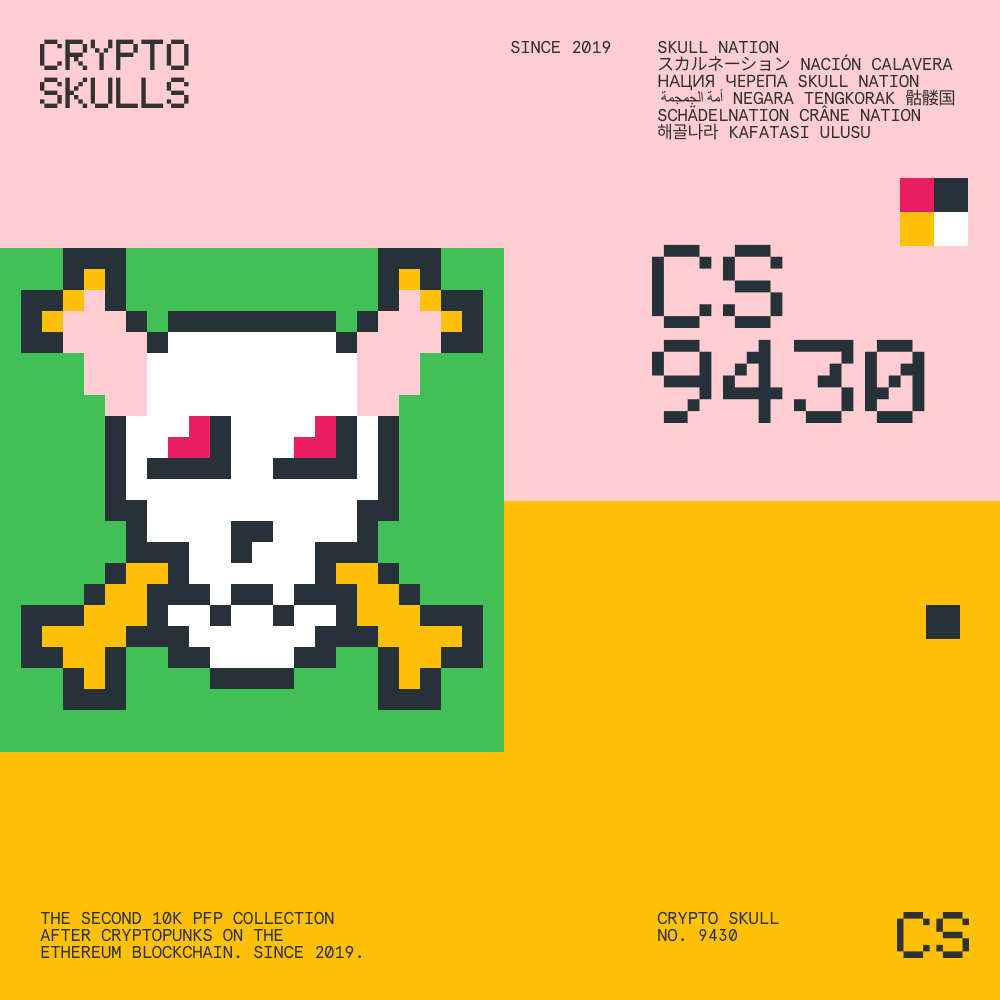 CRYPTO
SKULLS
SINCE 2019
SKULL NATION
スカルネーション NACIÓN CALAVERA
НАЦИЯ ЧЕРЕПА SKULL NATION
أمة الجمجمة NEGARA TENGKORAK 骷髅国
SCHÄDELNATION CRÂNE NATION
해골나라 KAFATASI ULUSU
CS
9430
THE SECOND 10K PFP COLLECTION
AFTER CRYPTOPUNKS ON THE
ETHEREUM BLOCKCHAIN. SINCE 2019.
CRYPTO SKULL
NO. 9430
CS